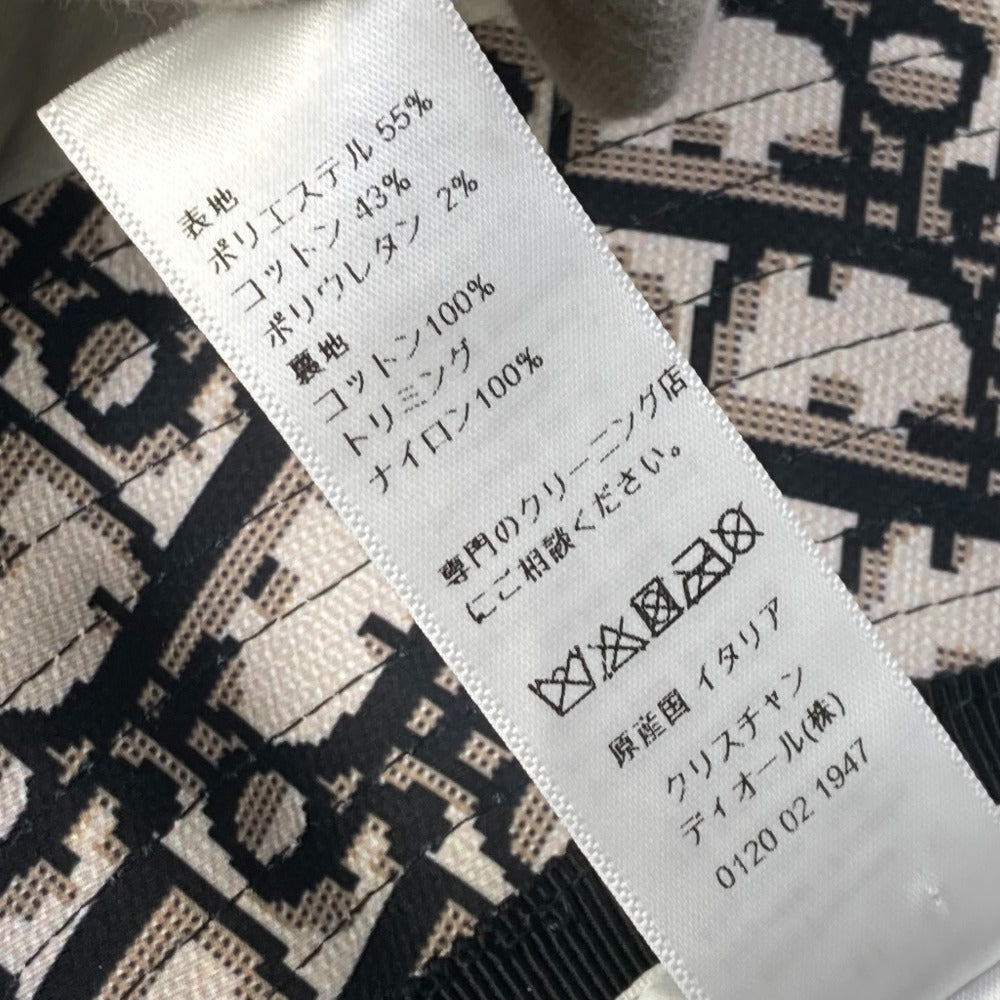 表地
ポリエステル 55%
コットン 43%
ポリウレタン 2%
裏地
コットン100%
トリミング
ナイロン100%
専門のクリーニング店
にご相談ください。
原産国 イタリア
クリスチャン
ディオール(株)
0120 02 1947